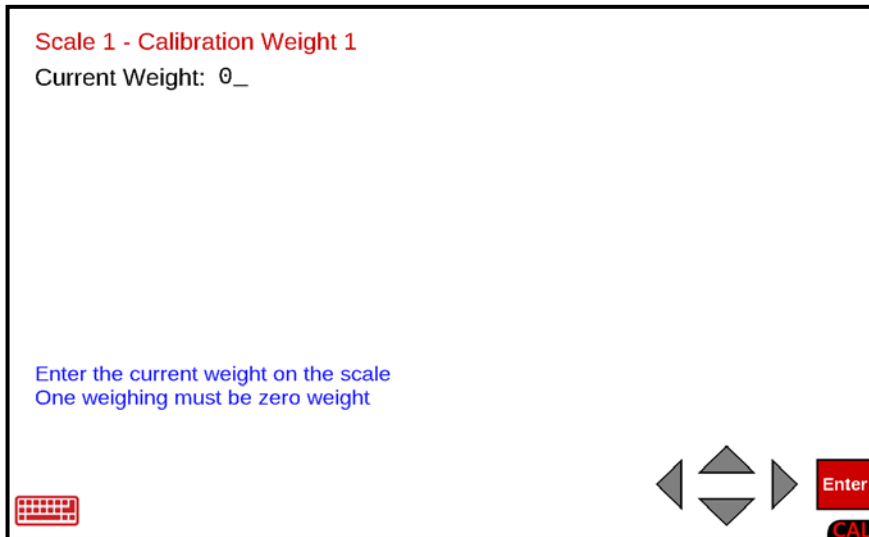 Scale 1 - Calibration Weight 1
Current Weight: 0_
Enter the current weight on the scale
One weighing must be zero weight
Enter
CAL